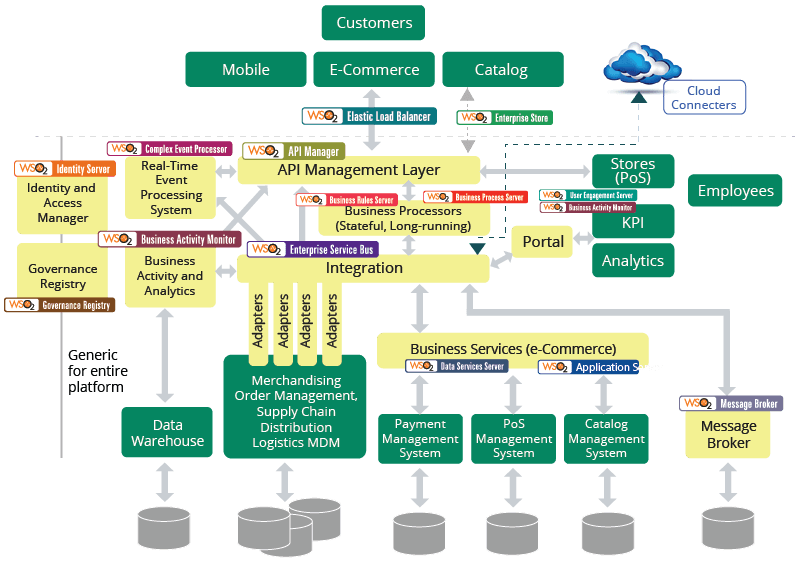 Customers
Mobile
E-Commerce
Catalog
Cloud
Connecters
WSO2 Elastic Load Balancer
WSO2 Enterprise Store
WSO2 Complex Event Processor
WSO2 API Manager
WSO2 Identity Server
Real-Time
Event
Processing
System
API Management Layer
Stores
(PoS)
Employees
Identity and
Access
Manager
WSO2 Business Rules Server
WSO2 Business Process Server
WSO2 User Engagement Server
WSO2 Business Activity Monitor
Business Processors
(Stateful, Long-running)
KPI
WSO2 Business Activity Monitor
WSO2 Enterprise Service Bus
Portal
Analytics
Governance
Registry
Business
Activity and
Analytics
Integration
WSO2 Governance Registry
Adapters
Adapters
Adapters
Adapters
Generic
for entire
platform
Business Services (e-Commerce)
WSO2 Data Services Server
WSO2 Application S
Merchandising
Order Management,
Supply Chain
Distribution
Logistics MDM
WSO2 Message Broker
Data
Warehouse
Payment
Management
System
PoS
Management
System
Catalog
Management
System
Message
Broker